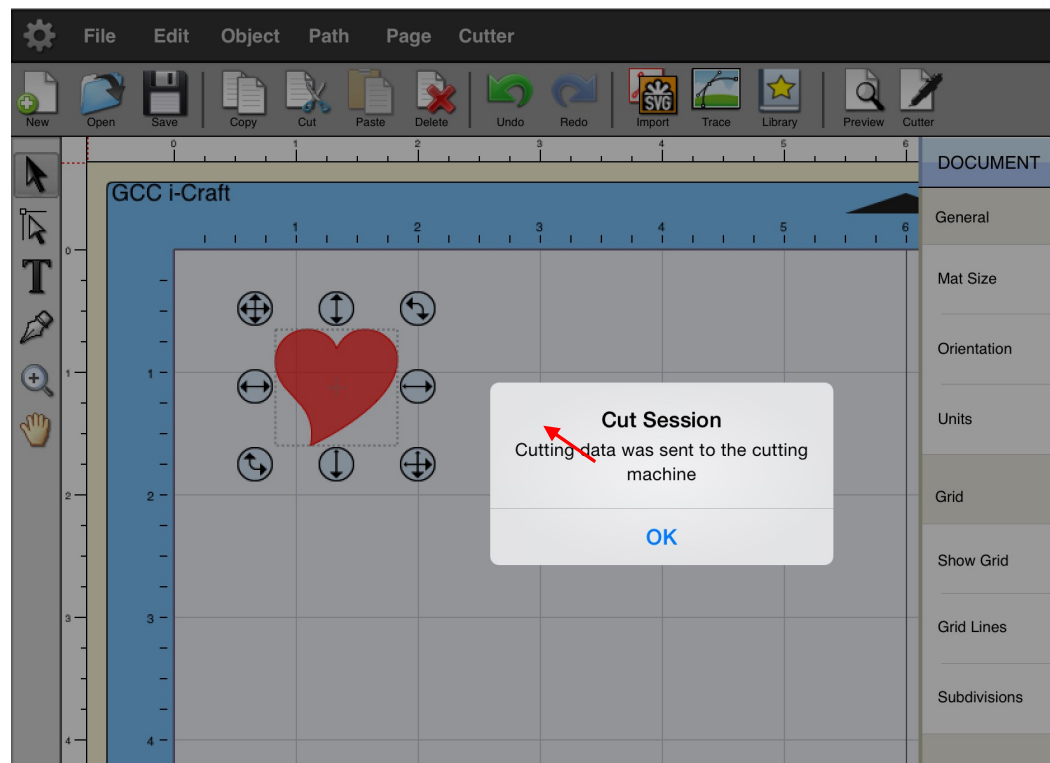 File Edit Object Path Page Cutter
New Open Save Copy Cut Paste Delete Undo Redo Import Trace Library Preview Cutter
SVG
0 1 2 3 4 5 6
DOCUMENT
GCC i-Craft
General
1 2 3 4 5 6
0
Mat Size
Orientation
1 1
Cut Session
Units
Cutting data was sent to the cutting
machine
2 2
Grid
OK
Show Grid
3 3
Grid Lines
Subdivisions
4 4